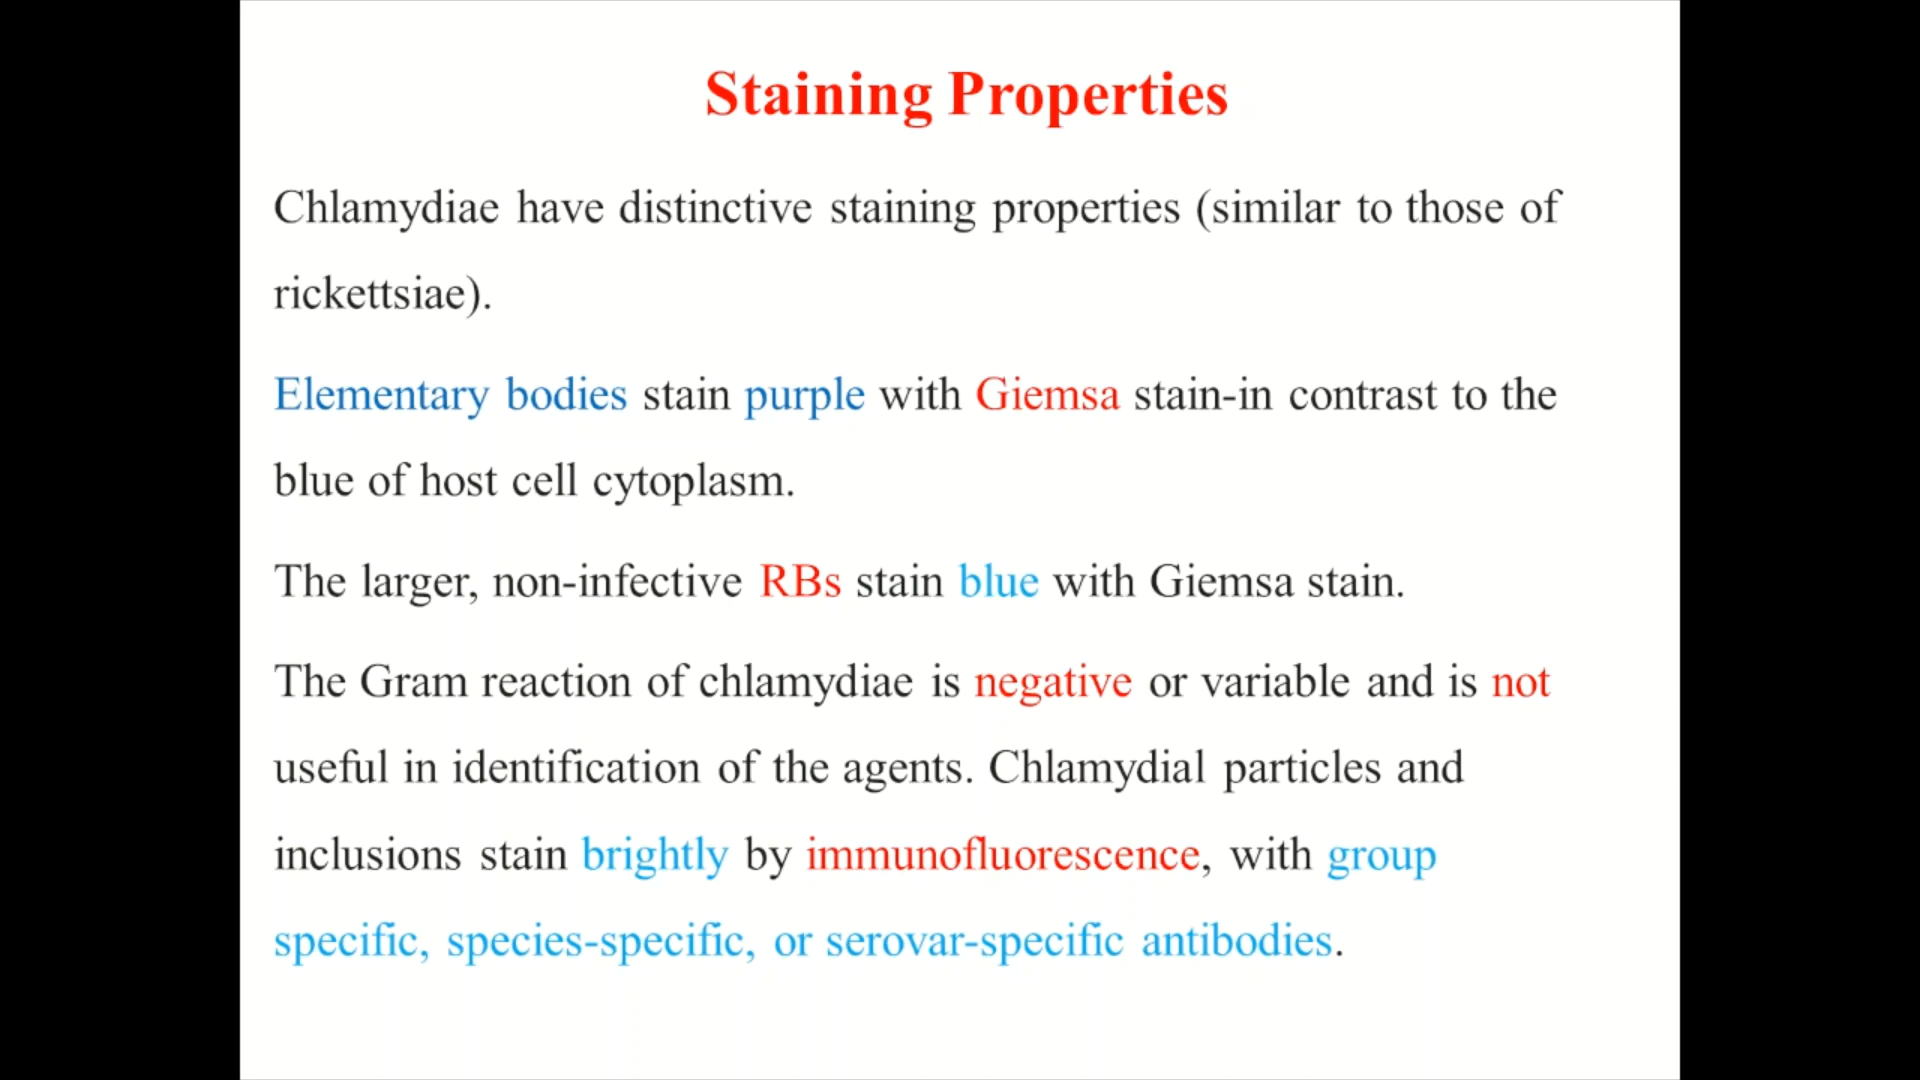 Staining Properties
Chlamydiae have distinctive staining properties (similar to those of
rickettsiae).
Elementary bodies stain purple with Giemsa stain-in contrast to the
blue of host cell cytoplasm.
The larger, non-infective RBs stain blue with Giemsa stain.
The Gram reaction of chlamydiae is negative or variable and is not
useful in identification of the agents. Chlamydial particles and
inclusions stain brightly by immunofluorescence, with group
specific, species-specific, or serovar-specific antibodies.